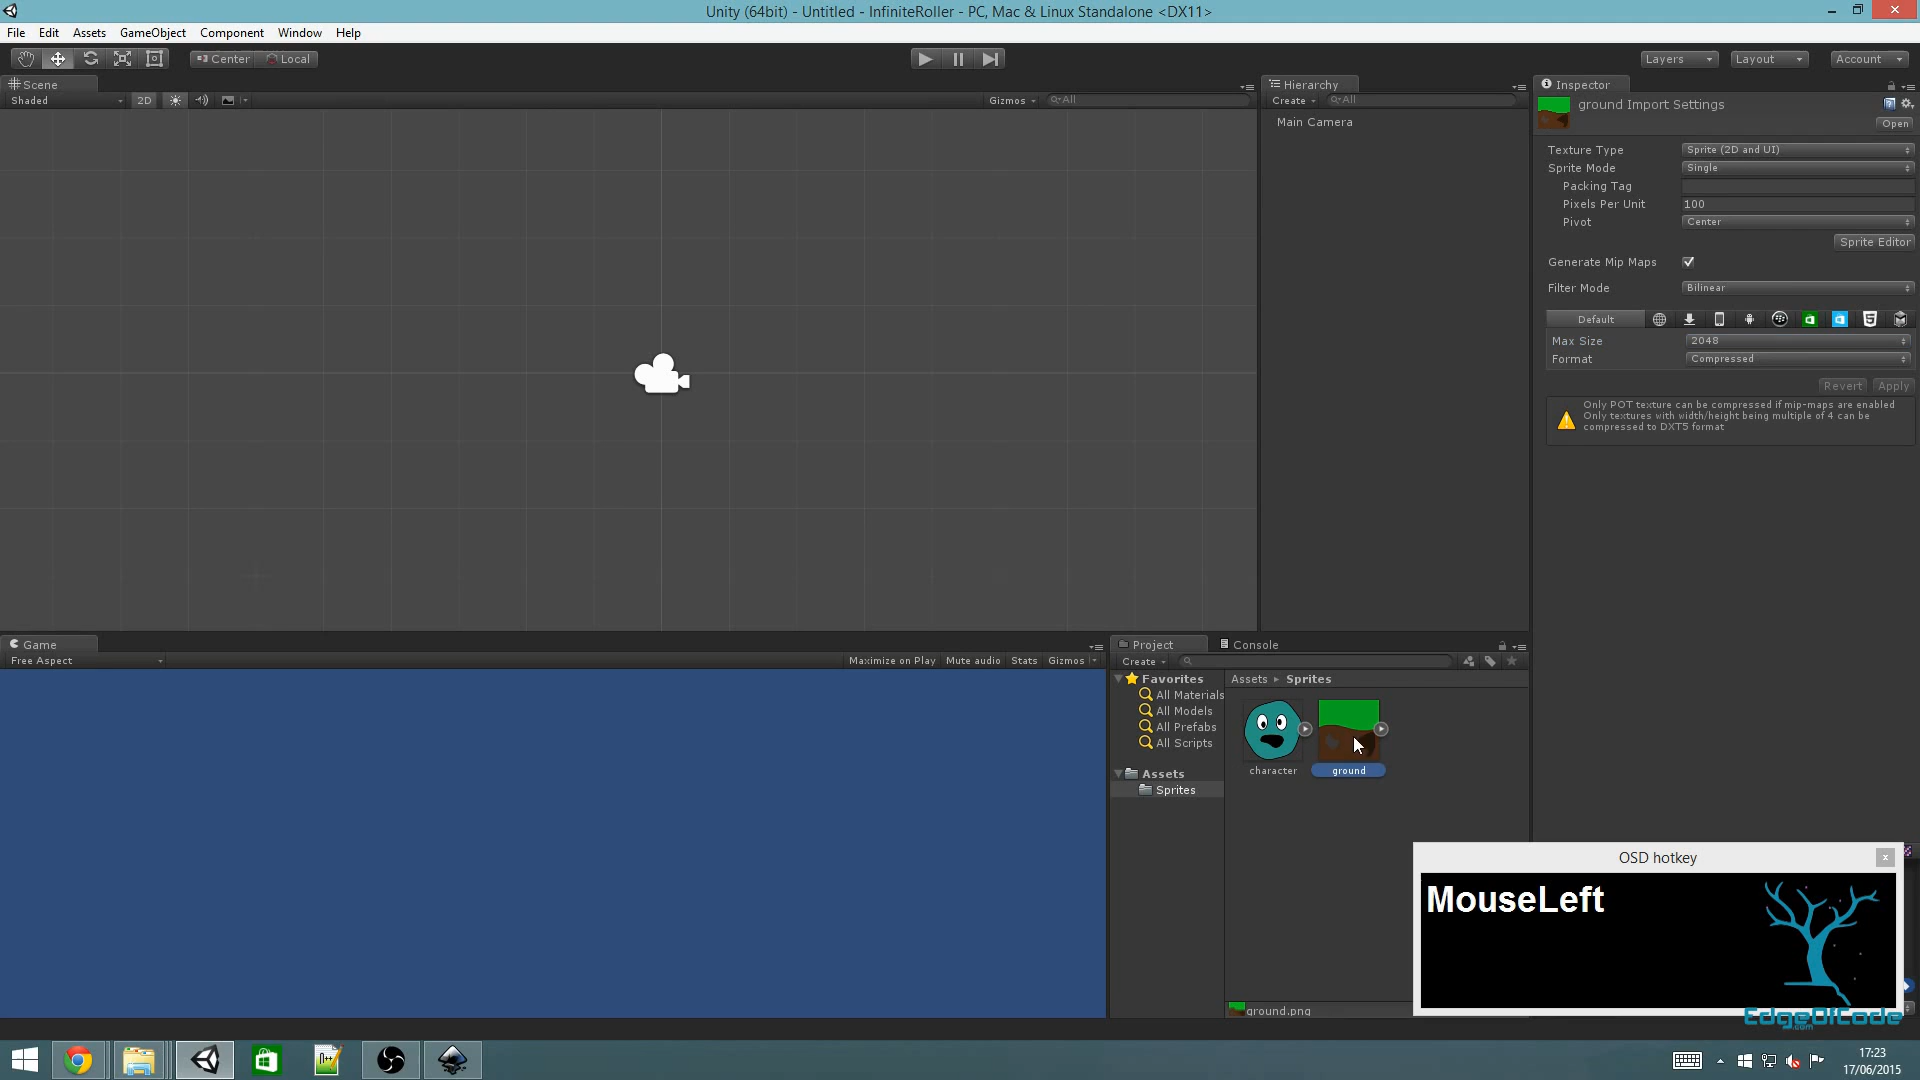 Unity (64bit) - Untitled - InfiniteRoller - PC, Mac & Linux Standalone <DX11>
File Edit Assets GameObject Component Window Help
Center Local
Layers Layout Account
Scene
Shaded 2D Gizmos All
Hierarchy
Create All
Main Camera
Inspector
ground Import Settings
Open
Texture Type Sprite (2D and UI)
Sprite Mode Single
Packing Tag
Pixels Per Unit 100
Pivot Center
Sprite Editor
Generate Mip Maps
Filter Mode Bilinear
Default
Max Size 2048
Format Compressed
Revert Apply
Only POT texture can be compressed if mip-maps are enabled
Only textures with width/height being multiple of 4 can be
compressed to DXT5 format
Game
Free Aspect Maximize on Play Mute audio Stats Gizmos
Project Console
Create
Favorites
All Materials
All Models
All Prefabs
All Scripts
Assets
Sprites
Assets Sprites
character ground
ground.png
OSD hotkey
MouseLeft
EdgeOfCode
.com
17:23
17/06/2015